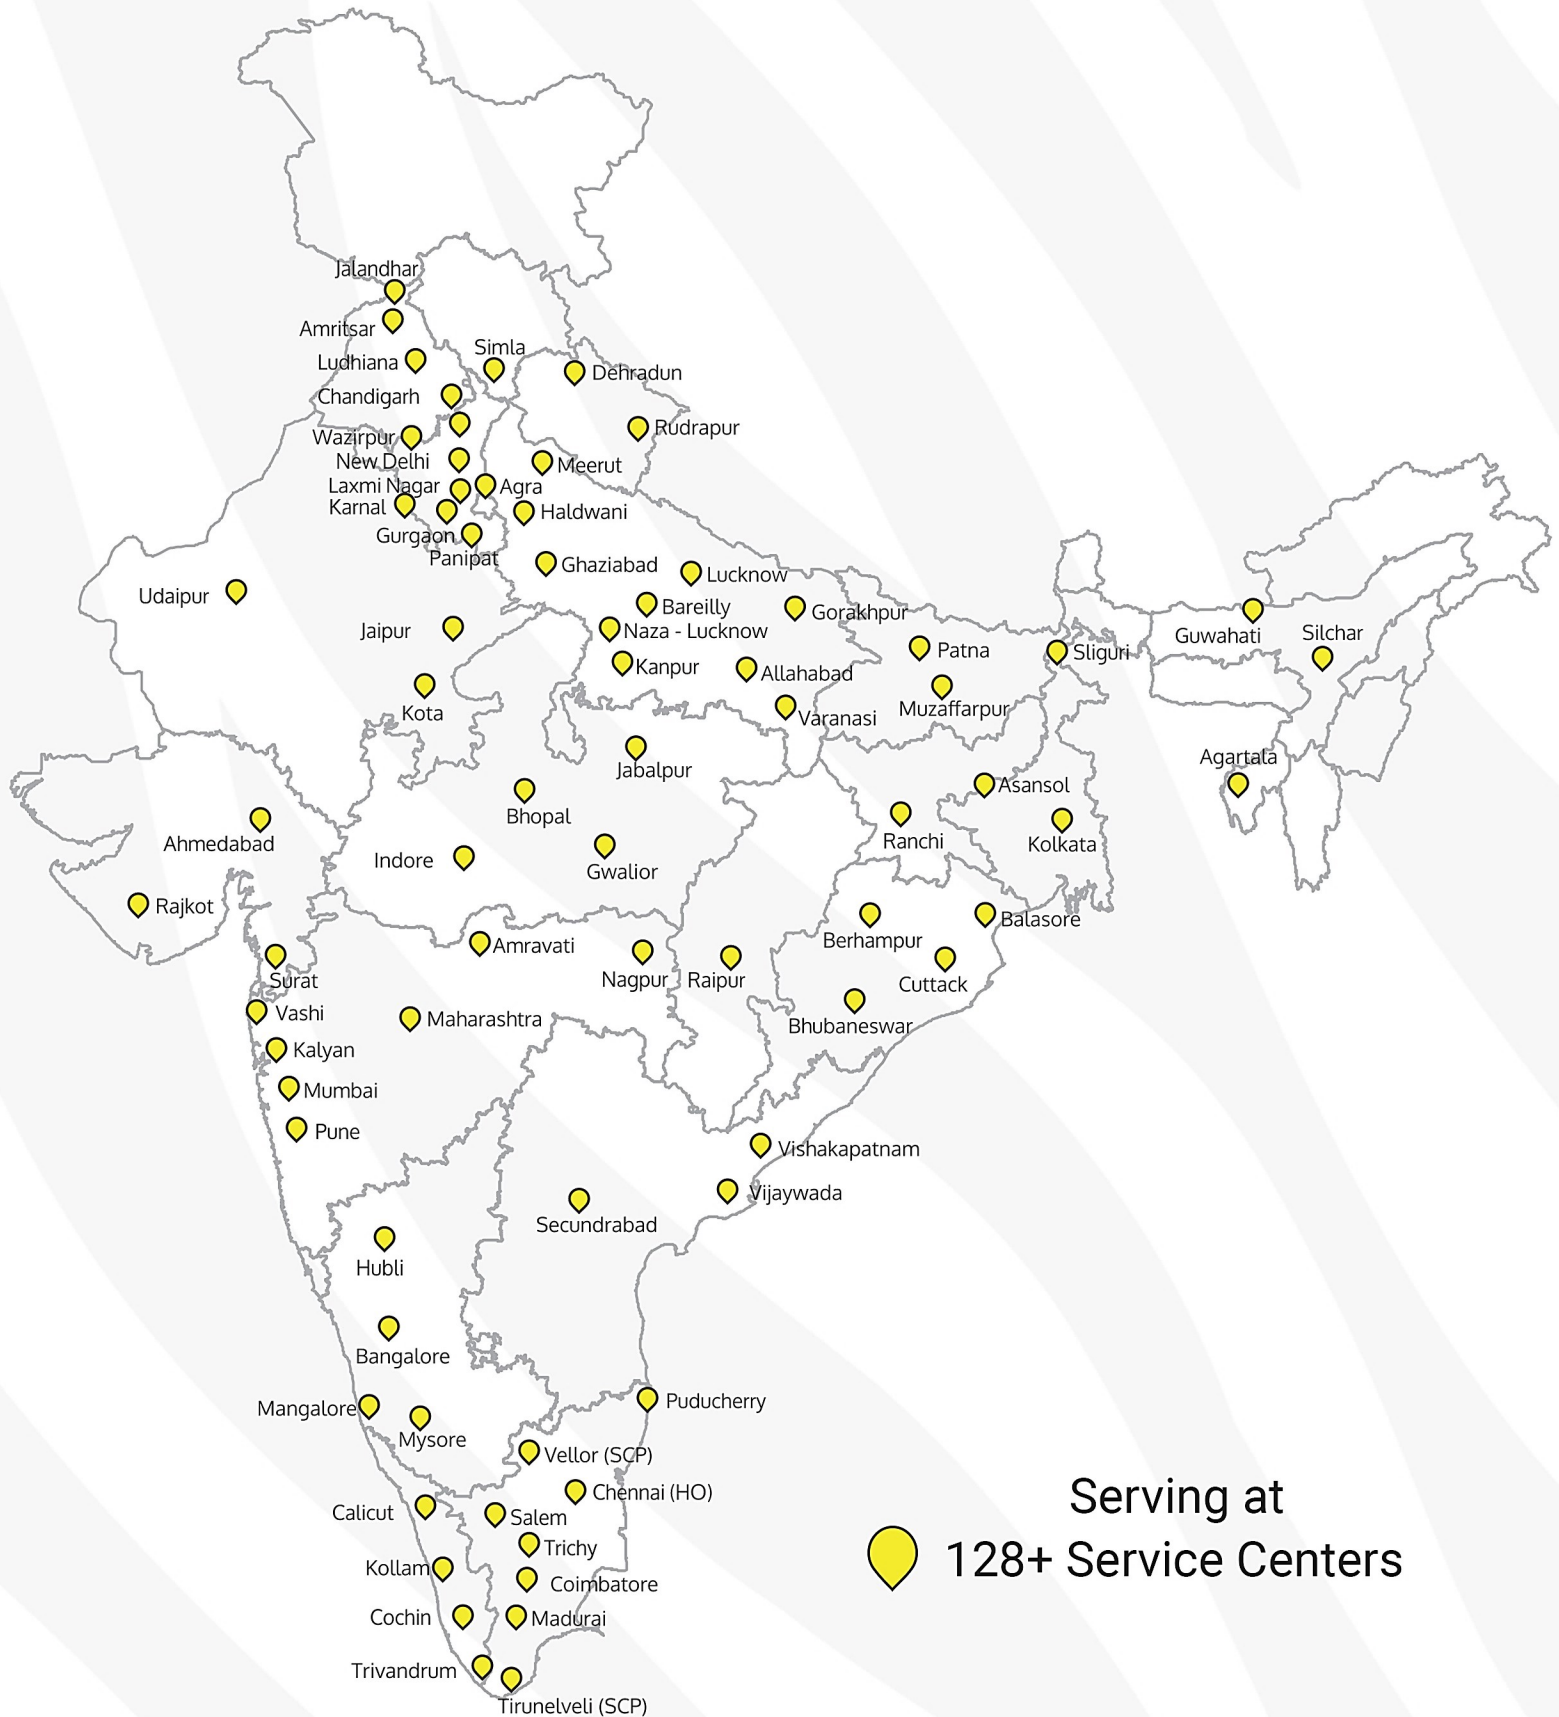 Jalandhar
Amritsar
Simla
Ludhiana
Dehradun
Chandigarh
Rudrapur
Wazirpur
New Delhi
Meerut
Laxmi Nagar
Agra
Karnal
Haldwani
Gurgaon
Panipat
Ghaziabad
Lucknow
Udaipur
Bareilly
Gorakhpur
Jaipur
Naza - Lucknow
Guwahati
Silchar
Patna
Sliguri
Kanpur
Allahabad
Kota
Varanasi
Muzaffarpur
Agartala
Jabalpur
Asansol
Bhopal
Ahmedabad
Ranchi
Kolkata
Indore
Gwalior
Rajkot
Balasore
Berhampur
Amravati
Surat
Nagpur
Raipur
Cuttack
Vashi
Maharashtra
Bhubaneswar
Kalyan
Mumbai
Pune
Vishakapatnam
Vijaywada
Secundrabad
Hubli
Bangalore
Mangalore
Puducherry
Mysore
Vellor (SCP)
Chennai (HO)
Calicut
Salem
Trichy
Kollam
Coimbatore
Cochin
Madurai
Trivandrum
Tirunelveli (SCP)
Serving at
128+ Service Centers